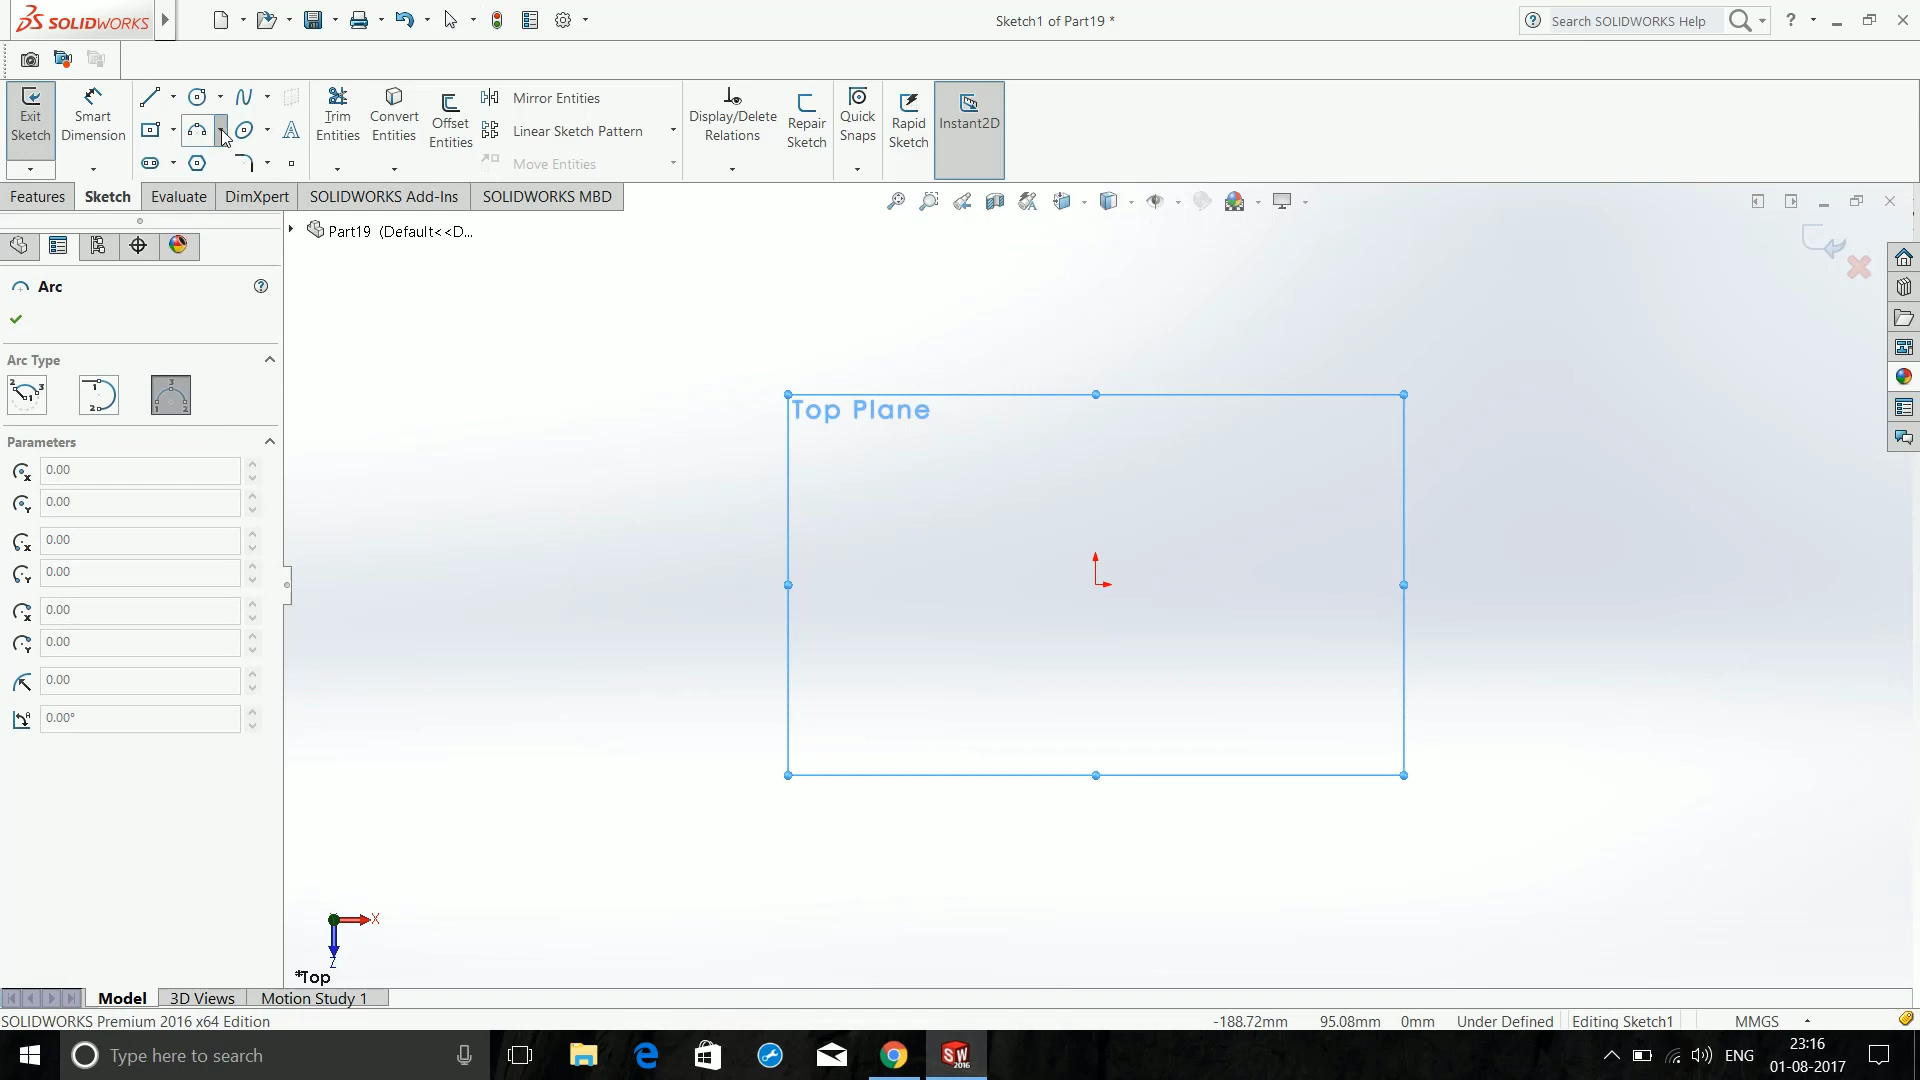 SOLIDWORKS
Sketch1 of Part19 *
Search SOLIDWORKS Help
Exit Sketch
Smart Dimension
Trim Entities
Convert Entities
Offset Entities
Mirror Entities
Linear Sketch Pattern
Move Entities
Display/Delete Relations
Repair Sketch
Quick Snaps
Rapid Sketch
Instant2D
Features Sketch Evaluate DimXpert SOLIDWORKS Add-Ins SOLIDWORKS MBD
Part19 (Default<<D...
Arc
Arc Type
Parameters
0.00
0.00
0.00
0.00
0.00
0.00
0.00
0.00°
Top Plane
X
Z
*Top
Model 3D Views Motion Study 1
SOLIDWORKS Premium 2016 x64 Edition
-188.72mm 95.08mm 0mm Under Defined Editing Sketch1 MMGS
Type here to search
SW
2016
ENG
23:16
01-08-2017